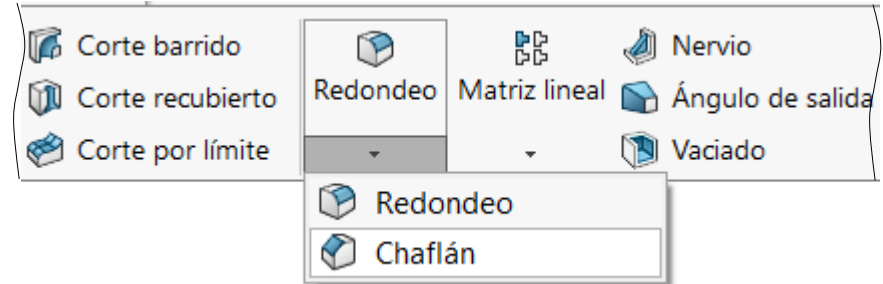 Corte barrido
Corte recubierto
Corte por límite
Redondeo
Matriz lineal
Nervio
Ángulo de salida
Vaciado
Redondeo
Chaflán